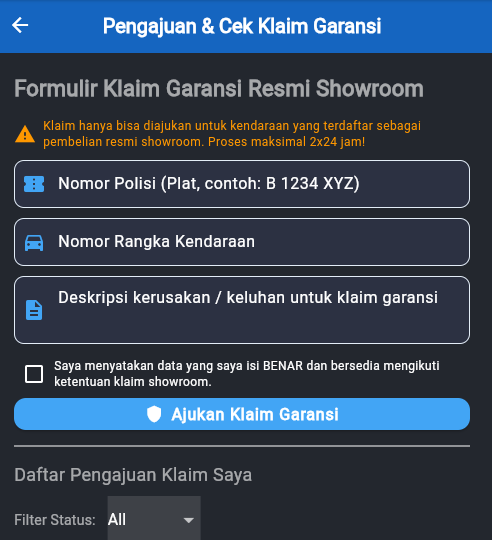 Pengajuan & Cek Klaim Garansi
Formulir Klaim Garansi Resmi Showroom
Klaim hanya bisa diajukan untuk kendaraan yang terdaftar sebagai
pembelian resmi showroom. Proses maksimal 2x24 jam!
Nomor Polisi (Plat, contoh: B 1234 XYZ)
Nomor Rangka Kendaraan
Deskripsi kerusakan / keluhan untuk klaim garansi
Saya menyatakan data yang saya isi BENAR dan bersedia mengikuti
ketentuan klaim showroom.
Ajukan Klaim Garansi
Daftar Pengajuan Klaim Saya
Filter Status: All